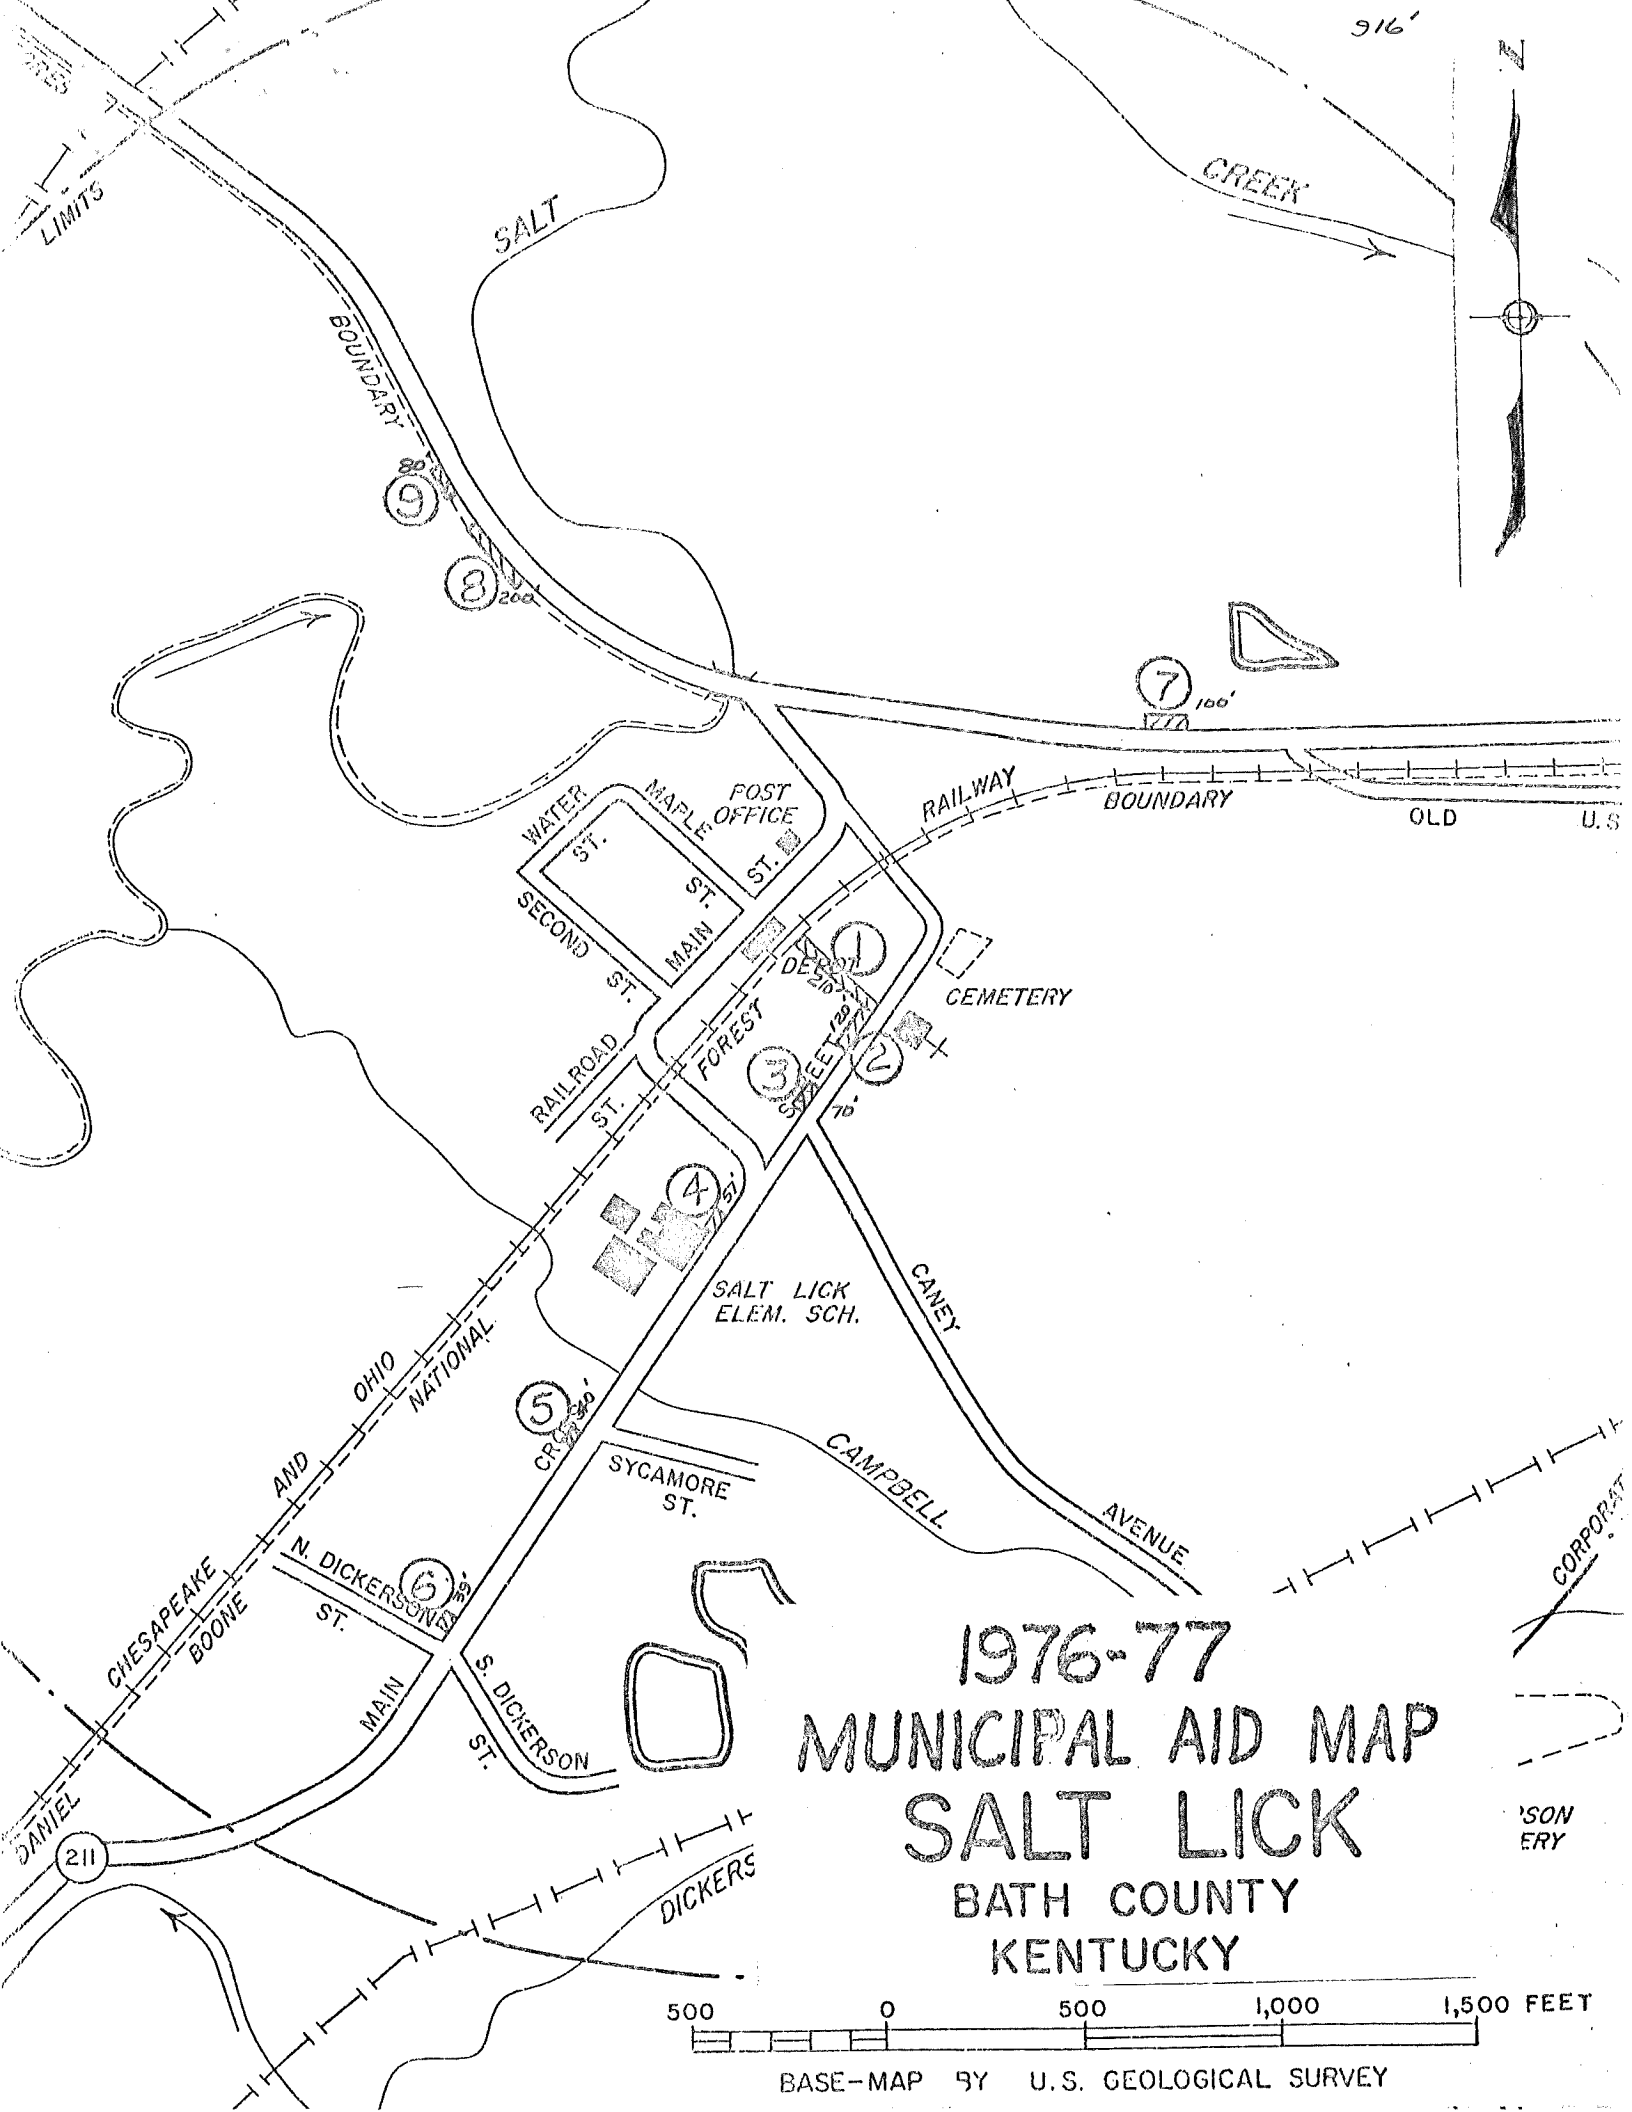 916'
N
LIMITS
SALT
CREEK
BOUNDARY
80'
9
8
200
7
100'
RAILWAY
BOUNDARY
OLD
U.S
WATER
ST.
MAPLE
ST.
POST
OFFICE
SECOND
ST.
MAIN
ST.
DEPOT
1
210'
120'
2
CEMETERY
FOREST
3
STREET
70'
RAILROAD
ST.
4
57'
SALT LICK
ELEM. SCH.
CANEY
AVENUE
OHIO
NATIONAL
5
CROSS
SYCAMORE
ST.
CAMPBELL
AND
N. DICKERSON
ST.
6
39'
CHESAPEAKE
BOONE
MAIN
S. DICKERSON
ST.
DANIEL
211
DICKERS
CORPORAT
'SON
ERY
1976-77
MUNICIPAL AID MAP
SALT LICK
BATH COUNTY
KENTUCKY
500 0 500 1,000 1,500 FEET
BASE-MAP BY U.S. GEOLOGICAL SURVEY